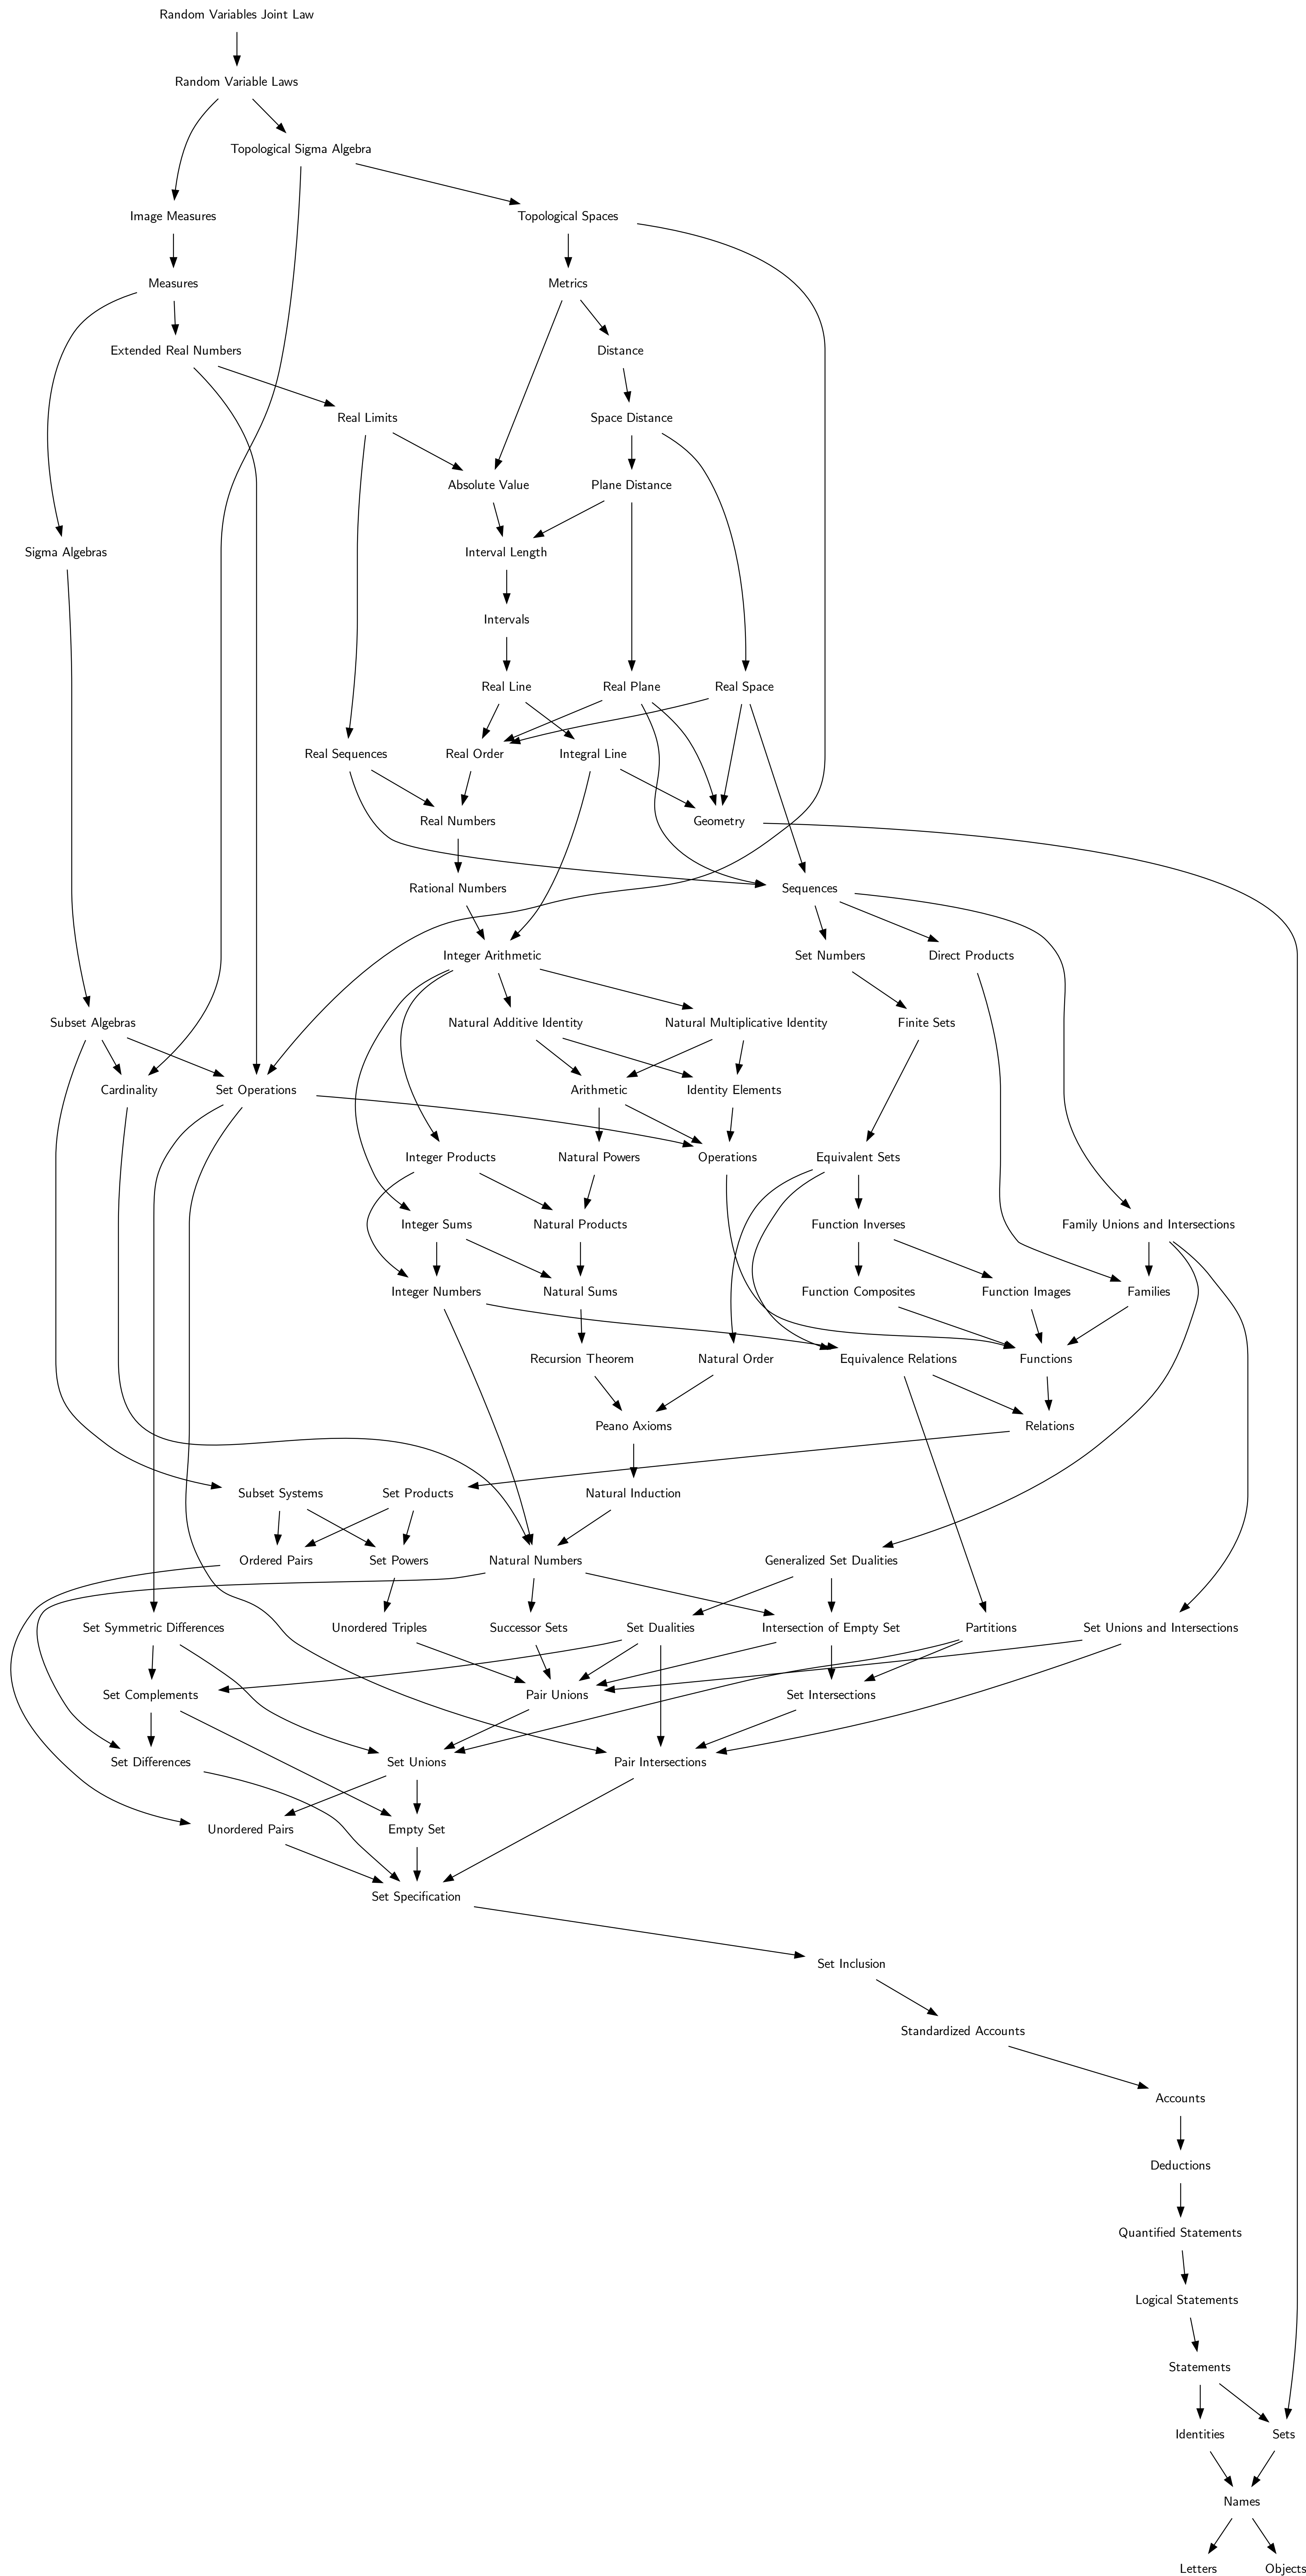 Random Variables Joint Law
Random Variable Laws
Topological Sigma Algebra
Image Measures
Topological Spaces
Measures
Metrics
Extended Real Numbers
Distance
Real Limits
Space Distance
Absolute Value
Plane Distance
Sigma Algebras
Interval Length
Intervals
Real Line
Real Plane
Real Space
Real Sequences
Real Order
Integral Line
Real Numbers
Geometry
Rational Numbers
Sequences
Integer Arithmetic
Set Numbers
Direct Products
Subset Algebras
Natural Additive Identity
Natural Multiplicative Identity
Finite Sets
Cardinality
Set Operations
Arithmetic
Identity Elements
Integer Products
Natural Powers
Operations
Equivalent Sets
Integer Sums
Natural Products
Function Inverses
Family Unions and Intersections
Integer Numbers
Natural Sums
Function Composites
Function Images
Families
Recursion Theorem
Natural Order
Equivalence Relations
Functions
Peano Axioms
Relations
Subset Systems
Set Products
Natural Induction
Ordered Pairs
Set Powers
Natural Numbers
Generalized Set Dualities
Set Symmetric Differences
Unordered Triples
Successor Sets
Set Dualities
Intersection of Empty Set
Partitions
Set Unions and Intersections
Set Complements
Pair Unions
Set Intersections
Set Differences
Set Unions
Pair Intersections
Unordered Pairs
Empty Set
Set Specification
Set Inclusion
Standardized Accounts
Accounts
Deductions
Quantified Statements
Logical Statements
Statements
Identities
Sets
Names
Letters
Objects